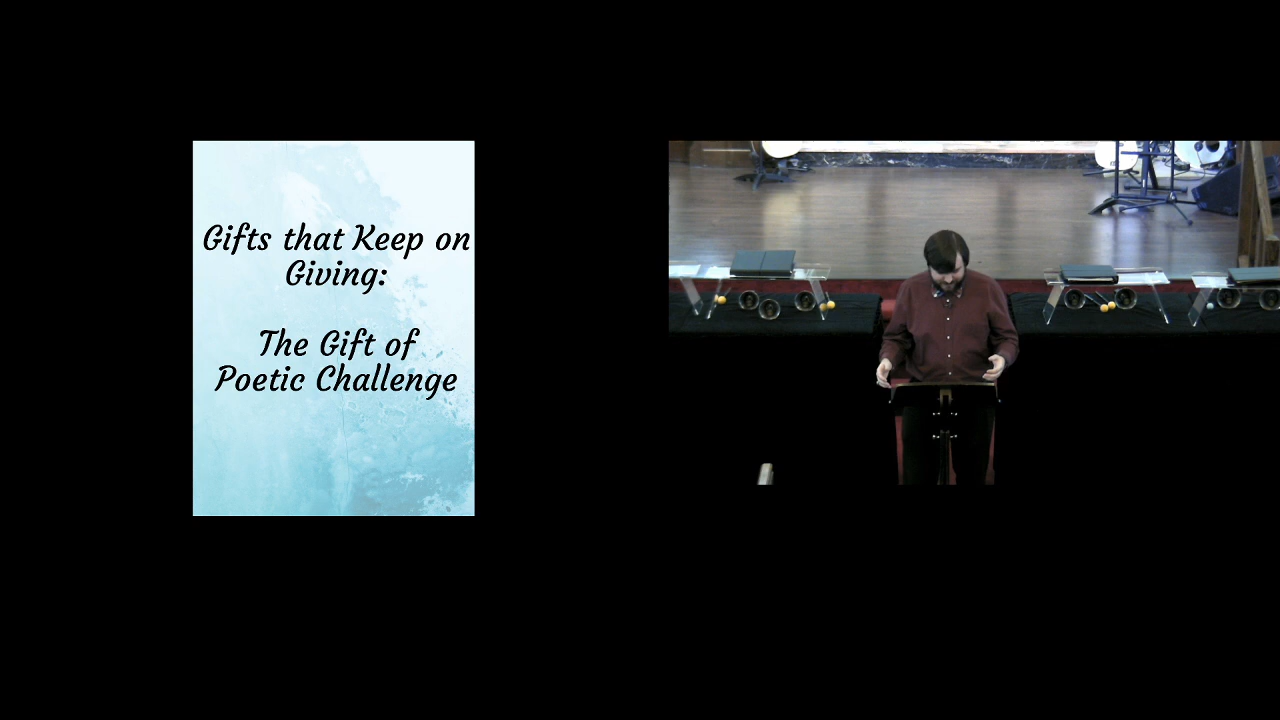 Gifts that Keep on
Giving:
The Gift of
Poetic Challenge